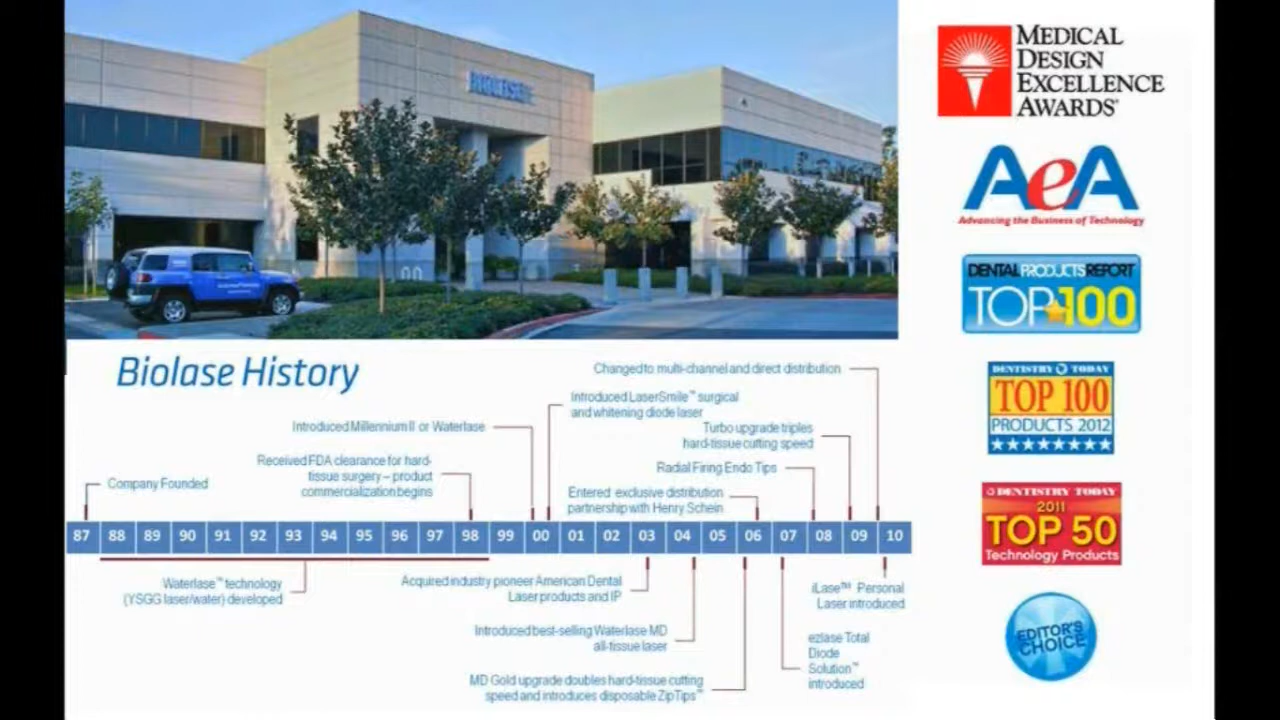 BIOLASE
MEDICAL
DESIGN
EXCELLENCE
AWARDS
AeA
Advancing the Business of Technology
DENTAL PRODUCTS REPORT
TOP 100
DENTISTRY TODAY
TOP 100
PRODUCTS 2012
DENTISTRY TODAY
2011
TOP 50
Technology Products
EDITOR'S
CHOICE
Biolase History
Changed to multi-channel and direct distribution
Introduced LaserSmile™ surgical
and whitening diode laser
Introduced Millennium II or Waterlase
Turbo upgrade triples
hard-tissue cutting speed
Received FDA clearance for hard-
tissue surgery – product
commercialization begins
Radial Firing Endo Tips
Company Founded
Entered exclusive distribution
partnership with Henry Schein
87 88 89 90 91 92 93 94 95 96 97 98 99 00 01 02 03 04 05 06 07 08 09 10
Waterlase™ technology
(YSGG laser/water) developed
Acquired industry pioneer American Dental
Laser products and IP
iLase™ Personal
Laser introduced
Introduced best-selling Waterlase MD
all-tissue laser
ezlase Total
Diode
Solution™
introduced
MD Gold upgrade doubles hard-tissue cutting
speed and introduces disposable ZipTips™